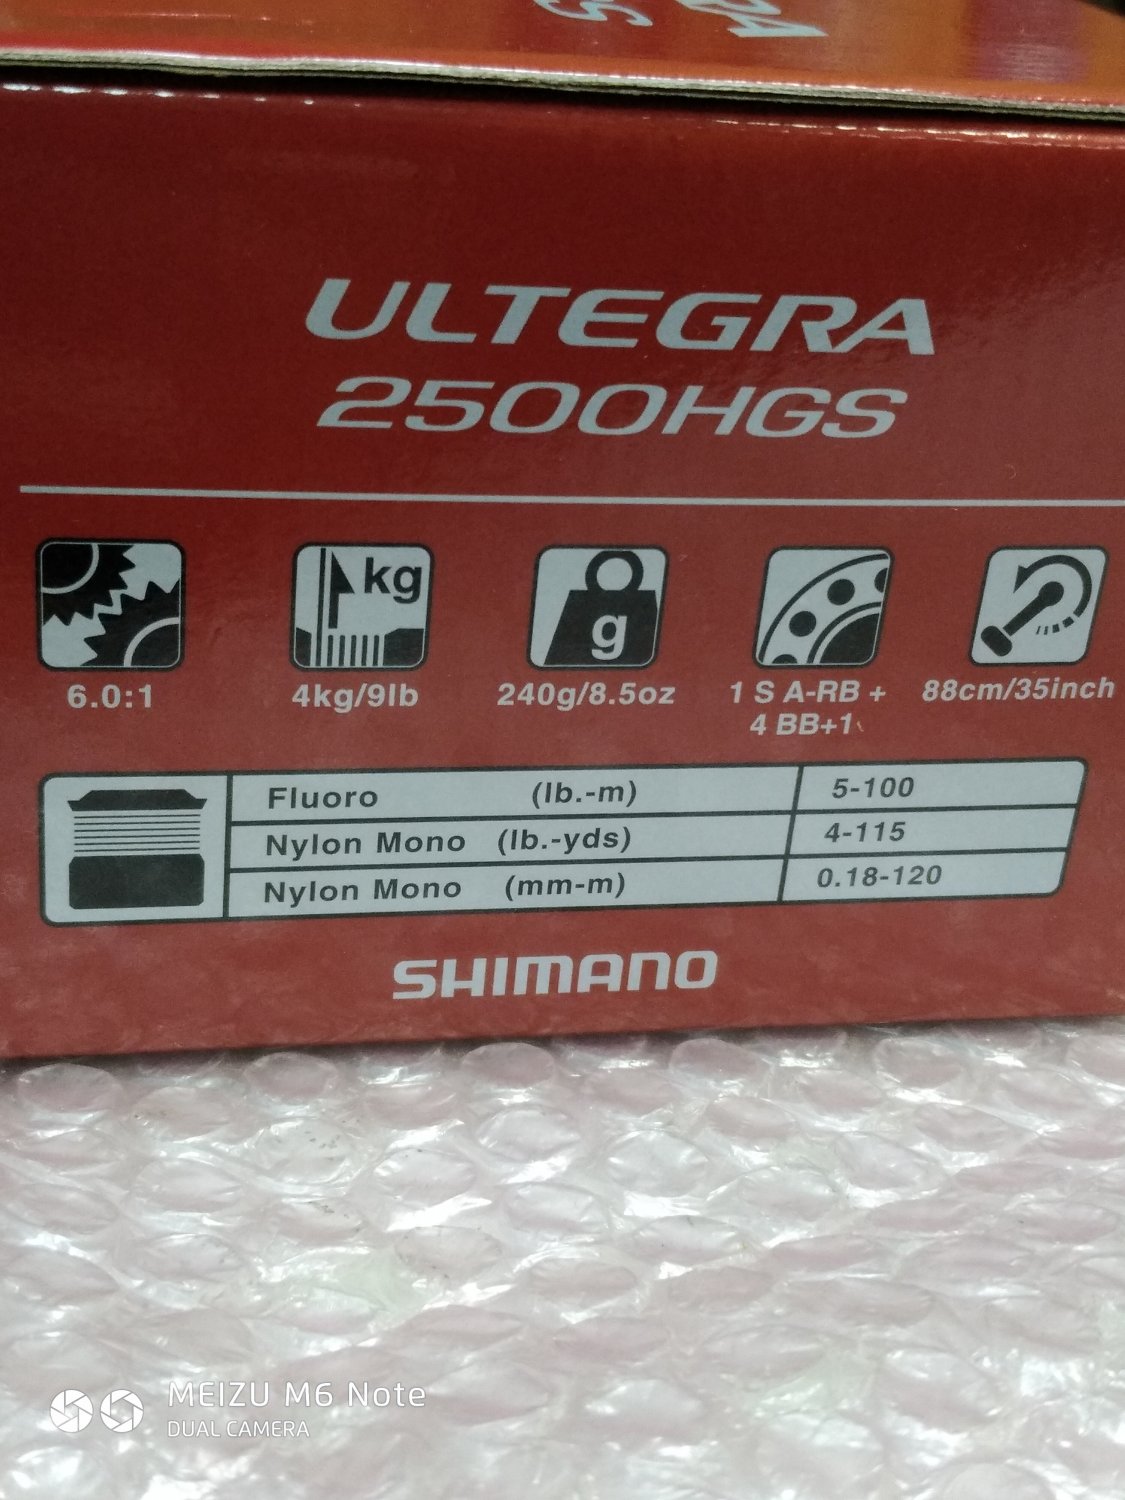 ULTEGRA
2500HGS
kg
g
6.0:1
4kg/9lb
240g/8.5oz
1 S A-RB +
4 BB+1
88cm/35inch
Fluoro (lb.-m) 5-100
Nylon Mono (lb.-yds) 4-115
Nylon Mono (mm-m) 0.18-120
SHIMANO
MEIZU M6 Note
DUAL CAMERA